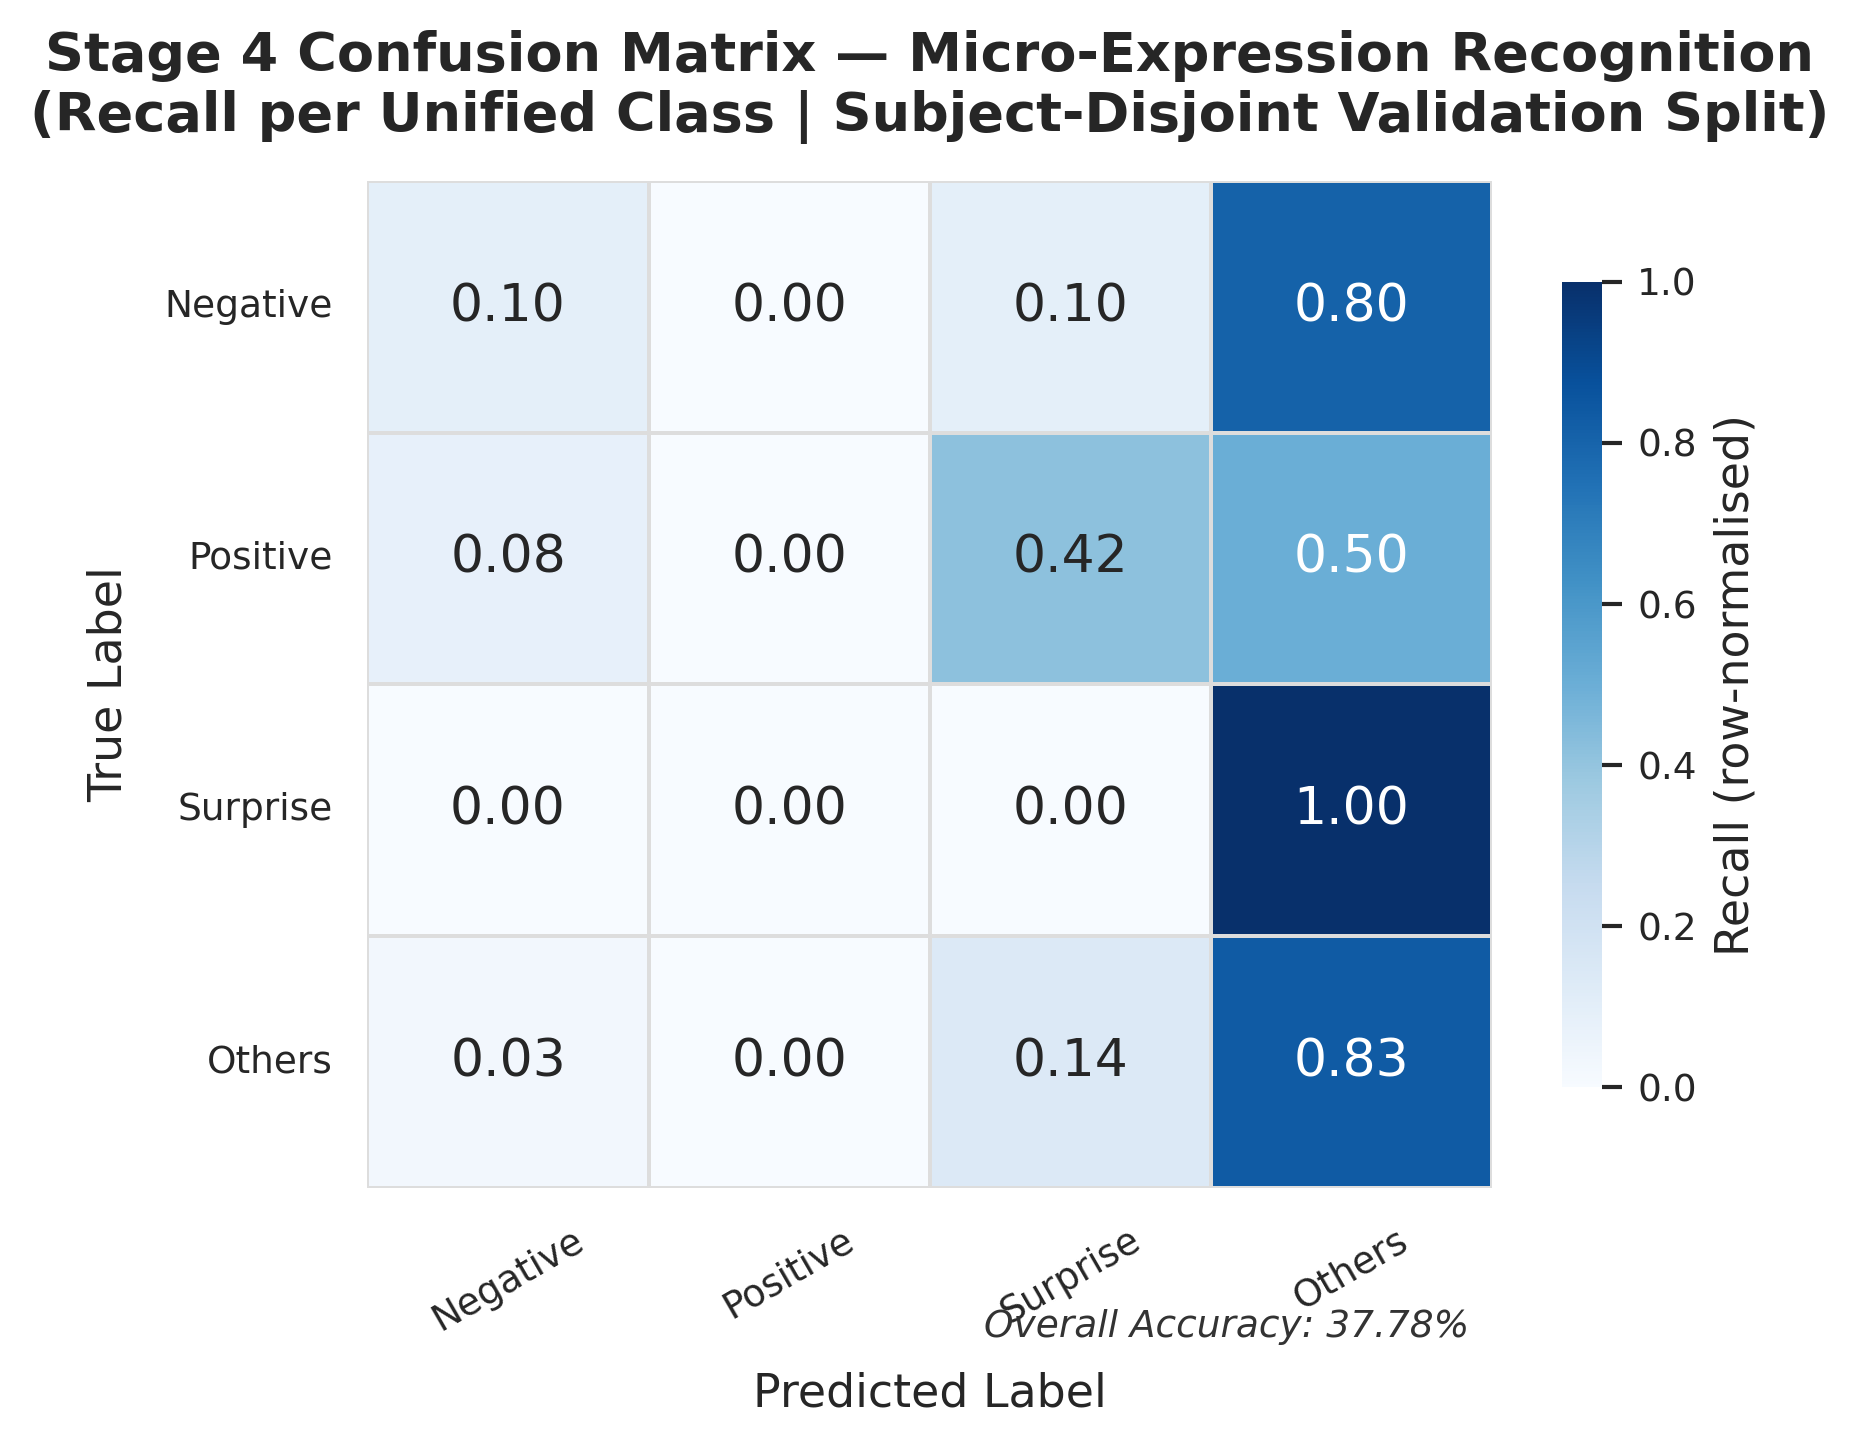 Stage 4 Confusion Matrix — Micro-Expression Recognition
(Recall per Unified Class | Subject-Disjoint Validation Split)
True Label
Negative 0.10 0.00 0.10 0.80
Positive 0.08 0.00 0.42 0.50
Surprise 0.00 0.00 0.00 1.00
Others 0.03 0.00 0.14 0.83
Negative Positive Surprise Others
Overall Accuracy: 37.78%
Predicted Label
1.0
0.8
0.6
0.4
0.2
0.0
Recall (row-normalised)